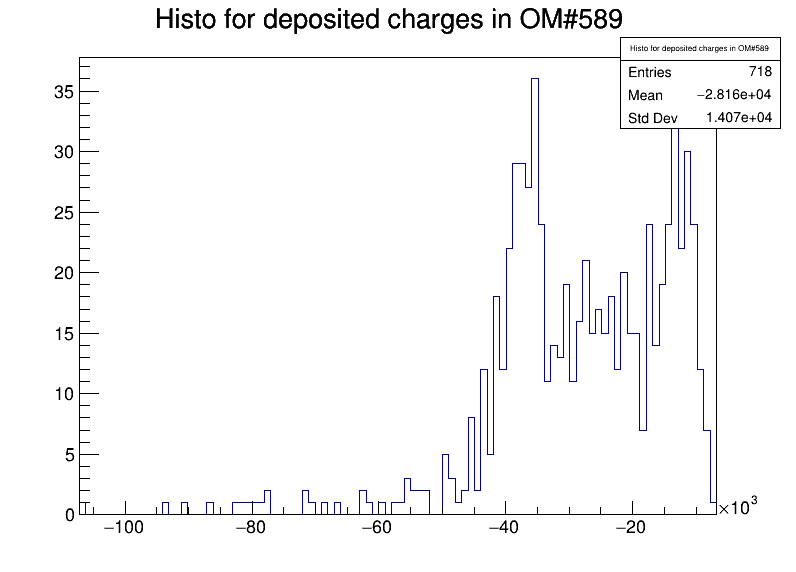 Histo for deposited charges in OM#589
Histo for deposited charges in OM#589
Entries 718
Mean −2.816e+04
Std Dev 1.407e+04
35
30
25
20
15
10
5
0
−100 −80 −60 −40 −20 ×10³